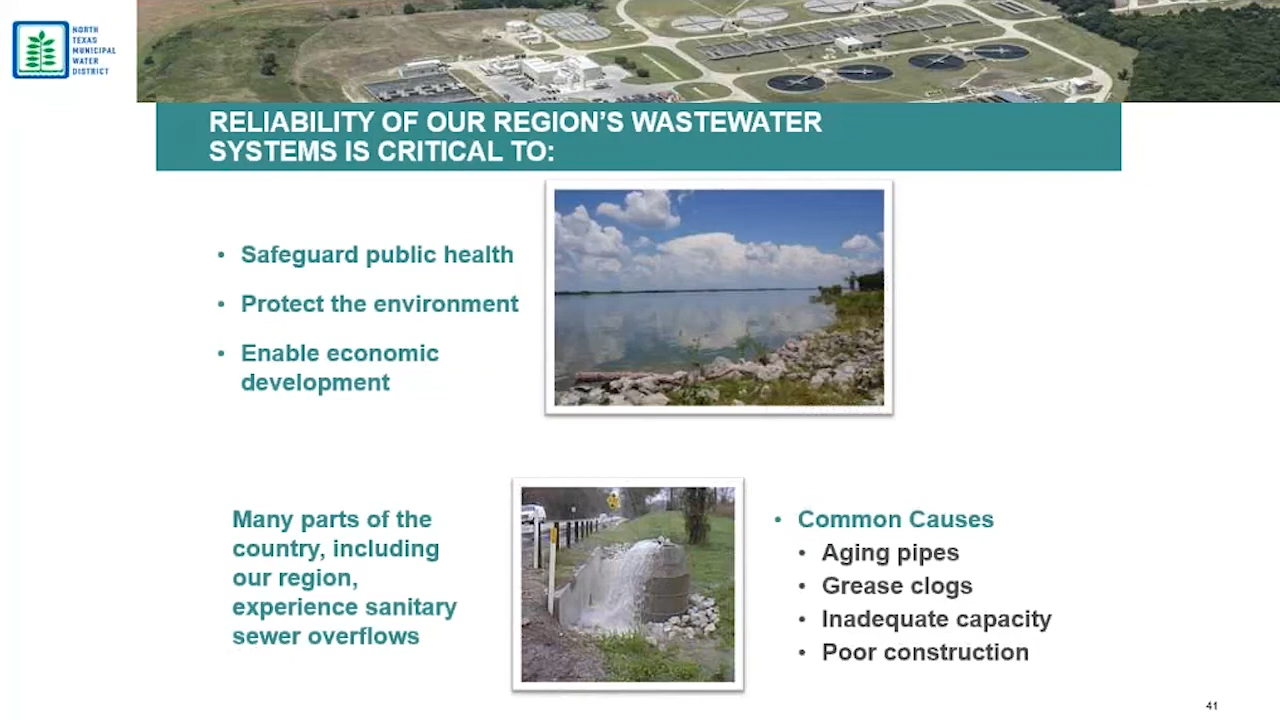 NORTH
TEXAS
MUNICIPAL
WATER
DISTRICT
RELIABILITY OF OUR REGION’S WASTEWATER
SYSTEMS IS CRITICAL TO:
• Safeguard public health
• Protect the environment
• Enable economic
development
Many parts of the
country, including
our region,
experience sanitary
sewer overflows
• Common Causes
• Aging pipes
• Grease clogs
• Inadequate capacity
• Poor construction
41